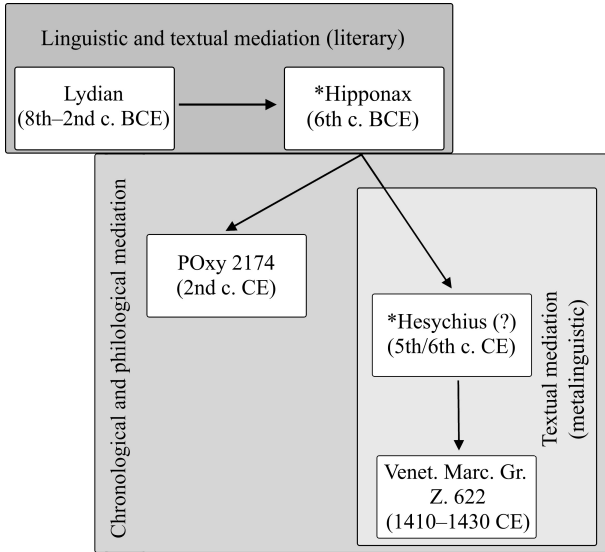 Linguistic and textual mediation (literary)
Lydian
(8th–2nd c. BCE)
*Hipponax
(6th c. BCE)
Chronological and philological mediation
POxy 2174
(2nd c. CE)
*Hesychius (?)
(5th/6th c. CE)
Textual mediation
(metalinguistic)
Venet. Marc. Gr.
Z. 622
(1410–1430 CE)